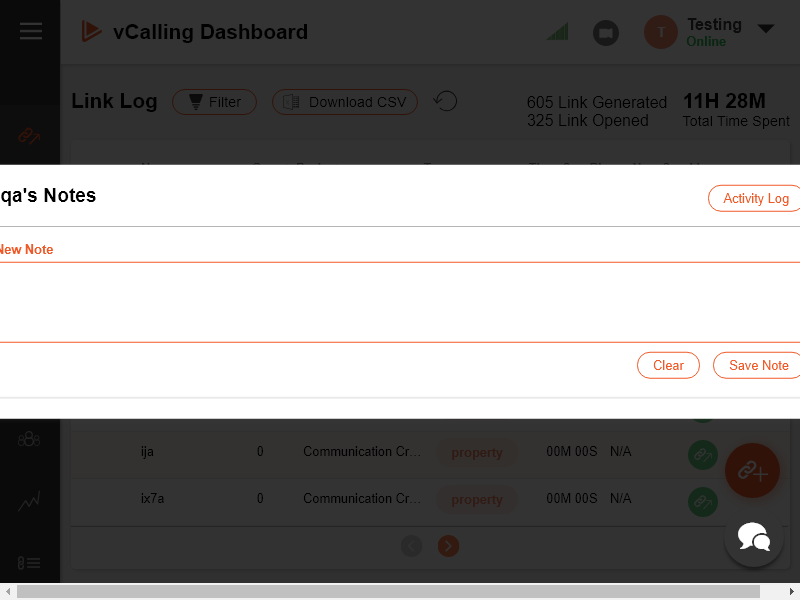 vCalling Dashboard
T
Testing
Online
Link Log
Filter
Download CSV
605 Link Generated
325 Link Opened
11H 28M
Total Time Spent
qa's Notes
Activity Log
New Note
Clear
Save Note
ija 0 Communication Cr... property 00M 00S N/A
ix7a 0 Communication Cr... property 00M 00S N/A